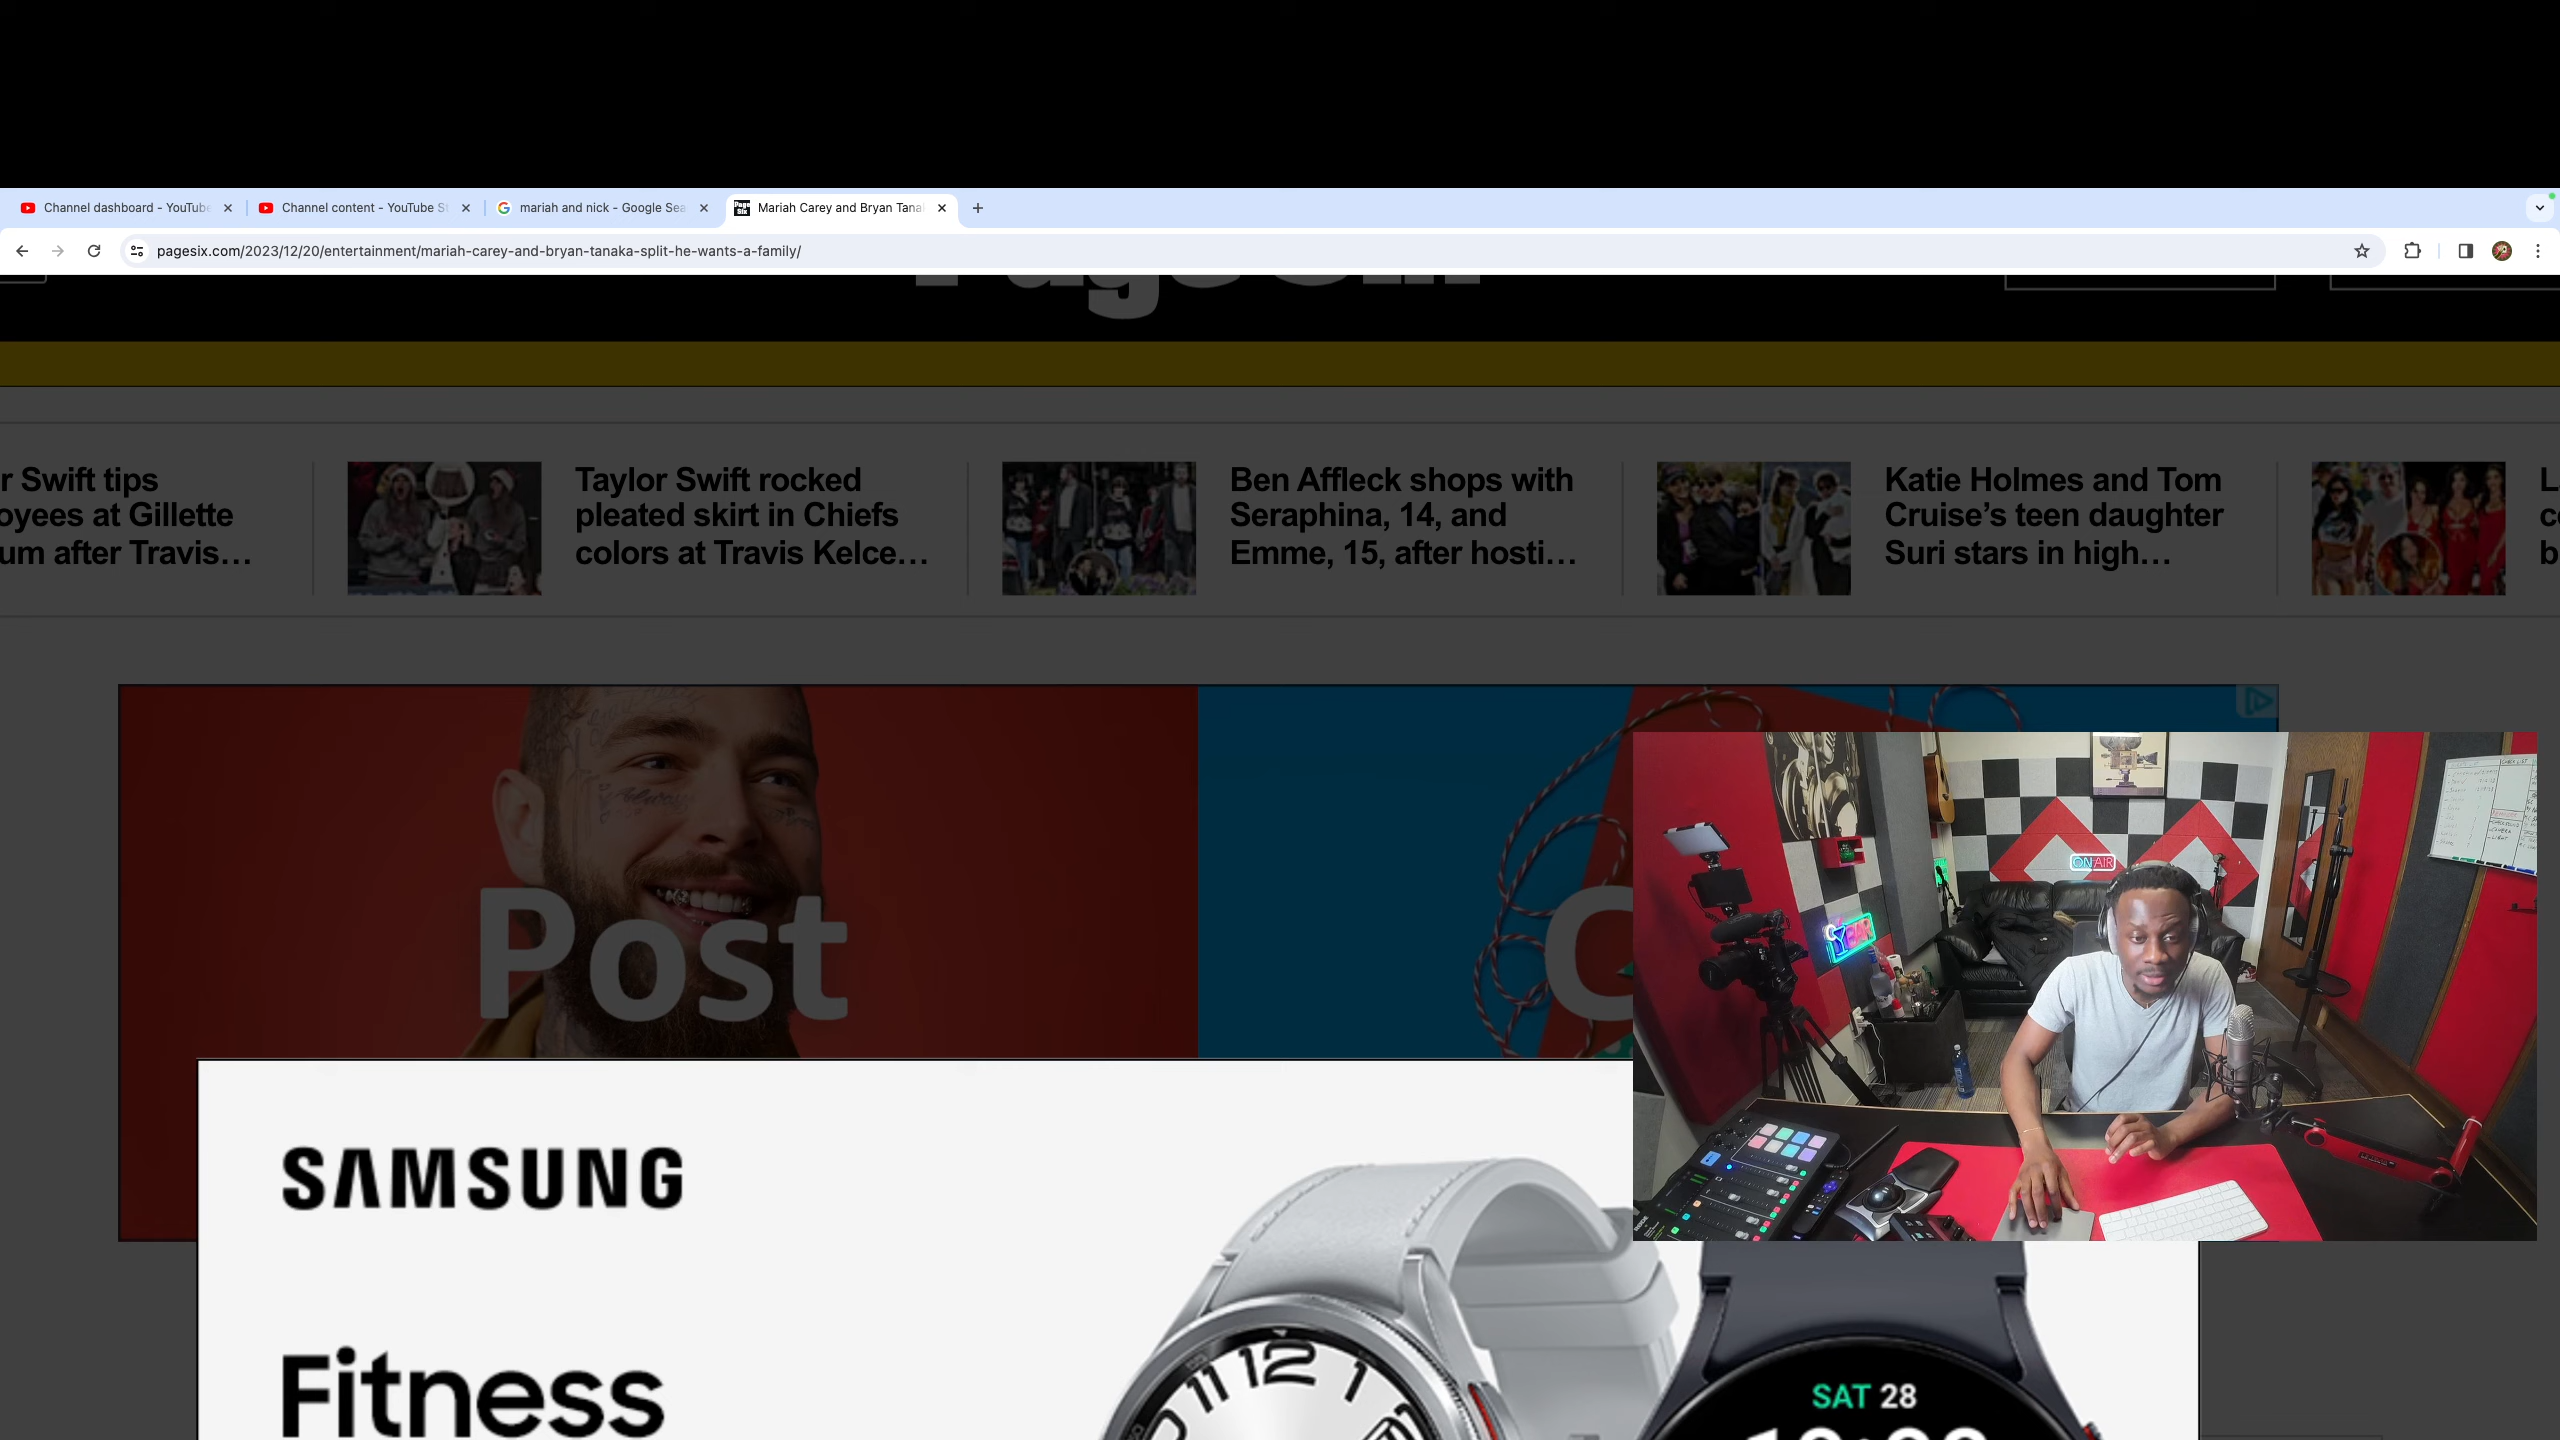 Channel dashboard - YouTube
Channel content - YouTube S
mariah and nick - Google Sea
Mariah Carey and Bryan Tana
pagesix.com/2023/12/20/entertainment/mariah-carey-and-bryan-tanaka-split-he-wants-a-family/
r Swift tips
oyees at Gillette
um after Travis…
Taylor Swift rocked
pleated skirt in Chiefs
colors at Travis Kelce…
Ben Affleck shops with
Seraphina, 14, and
Emme, 15, after hosti…
Katie Holmes and Tom
Cruise’s teen daughter
Suri stars in high…
Post
ON AIR
BAR
SAMSUNG
Fitness
11 12 1
SAT 28